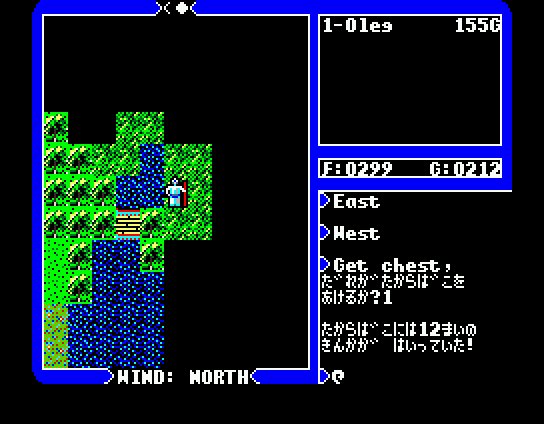 1-Oleg 155G
F:0299 G:0212
East
West
Get chest,
だれが たからばこを
あけるか?1
たからばこには12まいの
きんかが はいっていた!
WIND: NORTH